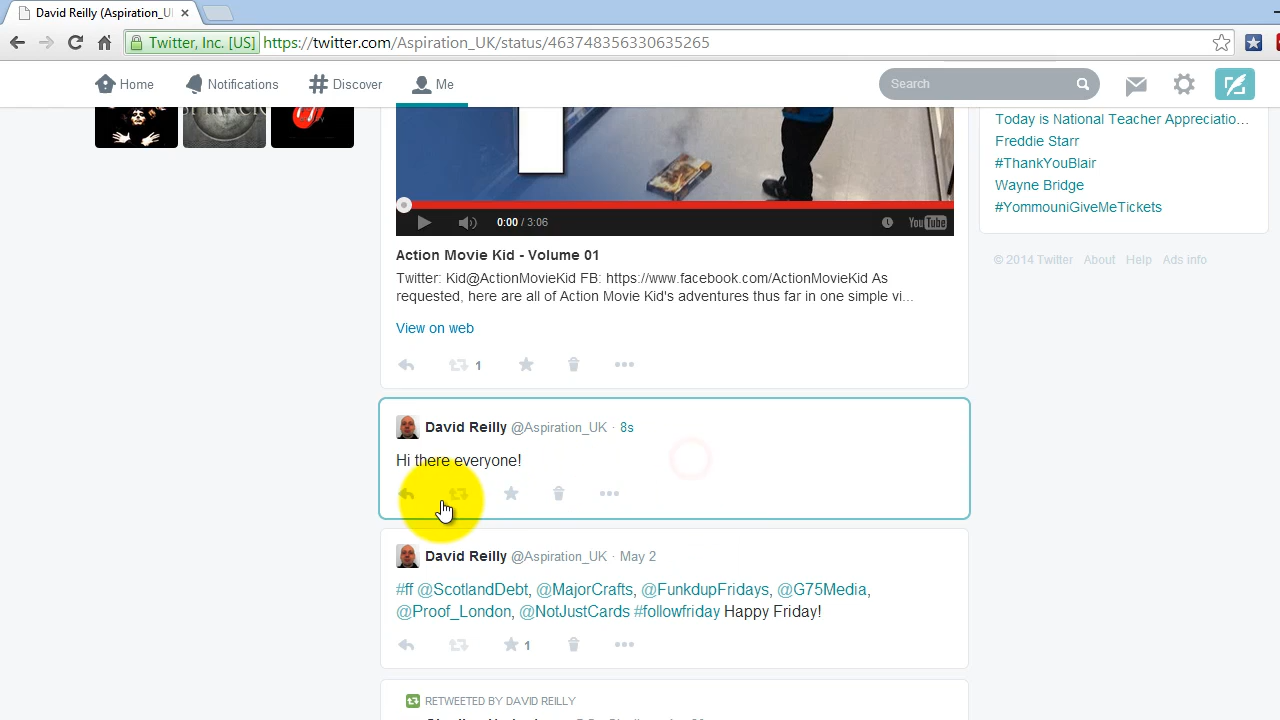 David Reilly (Aspiration_U
Twitter, Inc. [US] https://twitter.com/Aspiration_UK/status/463748356330635265
Home Notifications Discover Me Search
Today is National Teacher Appreciatio...
Freddie Starr
#ThankYouBlair
Wayne Bridge
#YommouniGiveMeTickets
© 2014 Twitter About Help Ads info
0:00 / 3:06 YouTube
Action Movie Kid - Volume 01
Twitter: Kid@ActionMovieKid FB: https://www.facebook.com/ActionMovieKid As
requested, here are all of Action Movie Kid's adventures thus far in one simple vi...
View on web
1
David Reilly @Aspiration_UK · 8s
Hi there everyone!
David Reilly @Aspiration_UK · May 2
#ff @ScotlandDebt, @MajorCrafts, @FunkdupFridays, @G75Media,
@Proof_London, @NotJustCards #followfriday Happy Friday!
1
RETWEETED BY DAVID REILLY